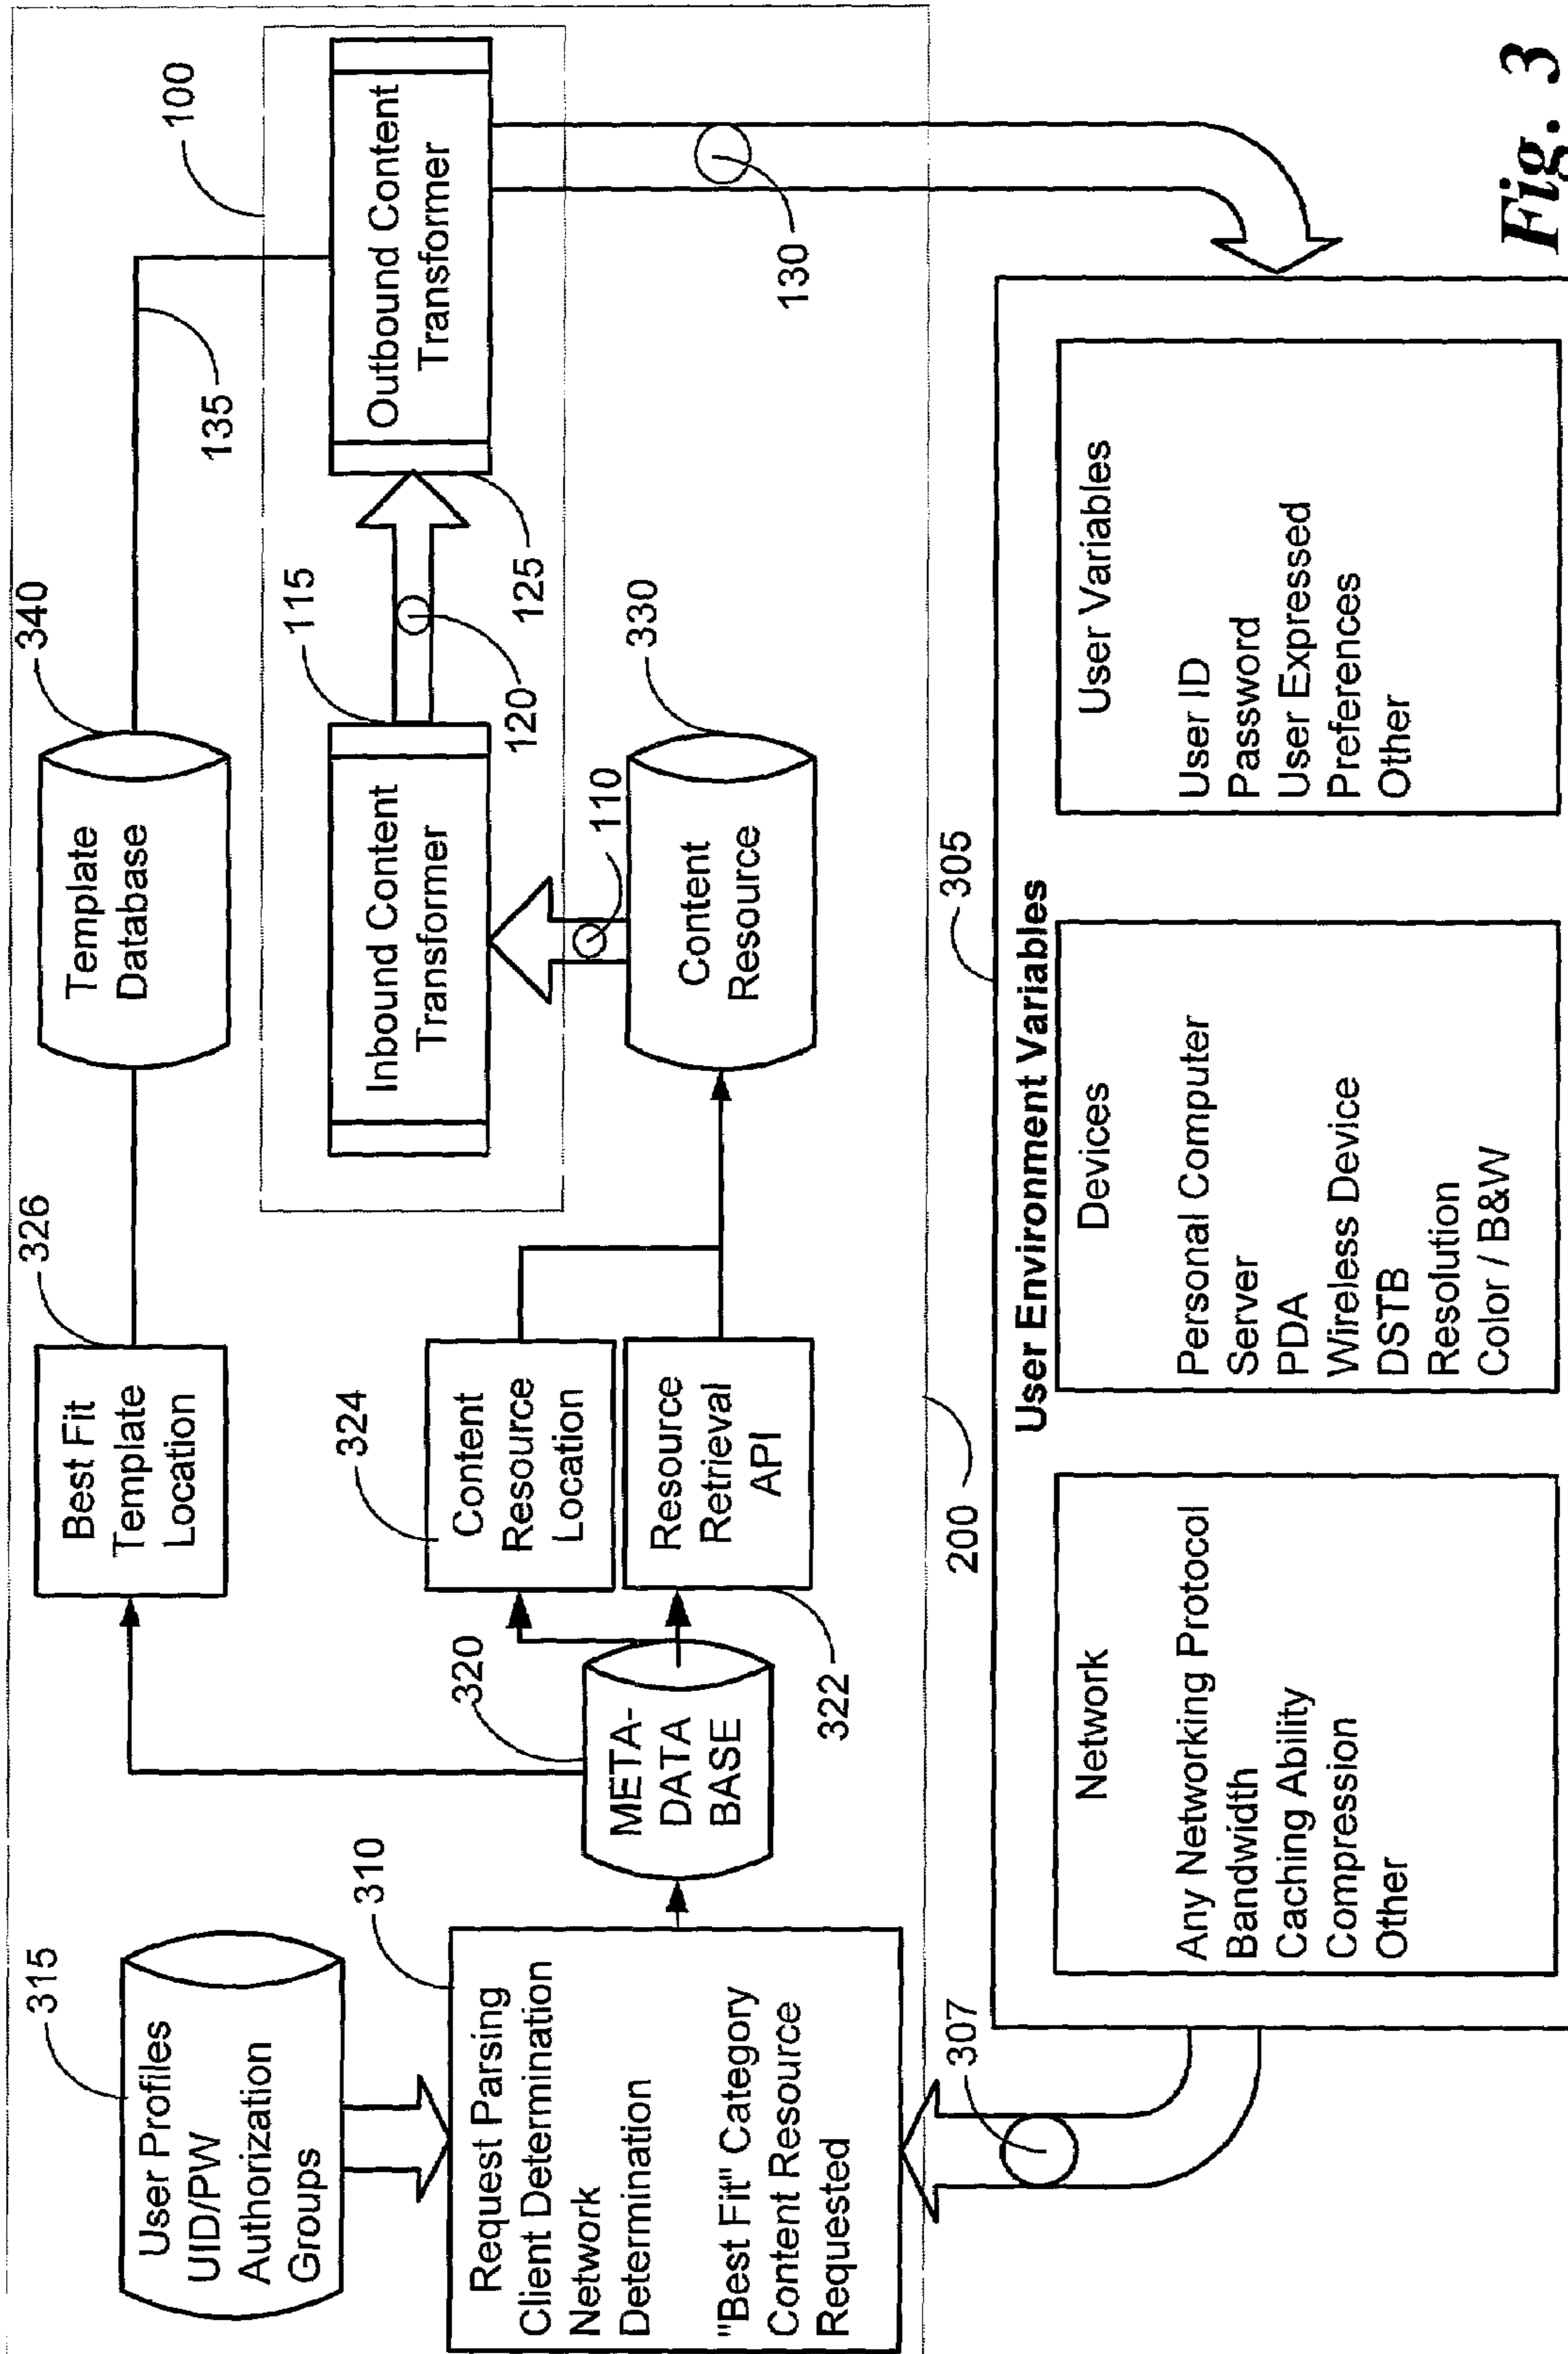 315
User Profiles
UID/PW
Authorization
Groups
310
Request Parsing
Client Determination
Network
Determination
"Best Fit" Category
Content Resource
Requested
320
META-
DATA
BASE
326
Best Fit
Template
Location
324
Content
Resource
Location
Resource
Retrieval
API
322
340
Template
Database
135
100
115
Inbound Content
Transformer
120
125
Outbound Content
Transformer
110
330
Content
Resource
130
200
307
305
User Environment Variables
Network
Any Networking Protocol
Bandwidth
Caching Ability
Compression
Other
Devices
Personal Computer
Server
PDA
Wireless Device
DSTB
Resolution
Color / B&W
User Variables
User ID
Password
User Expressed
Preferences
Other
Fig. 3